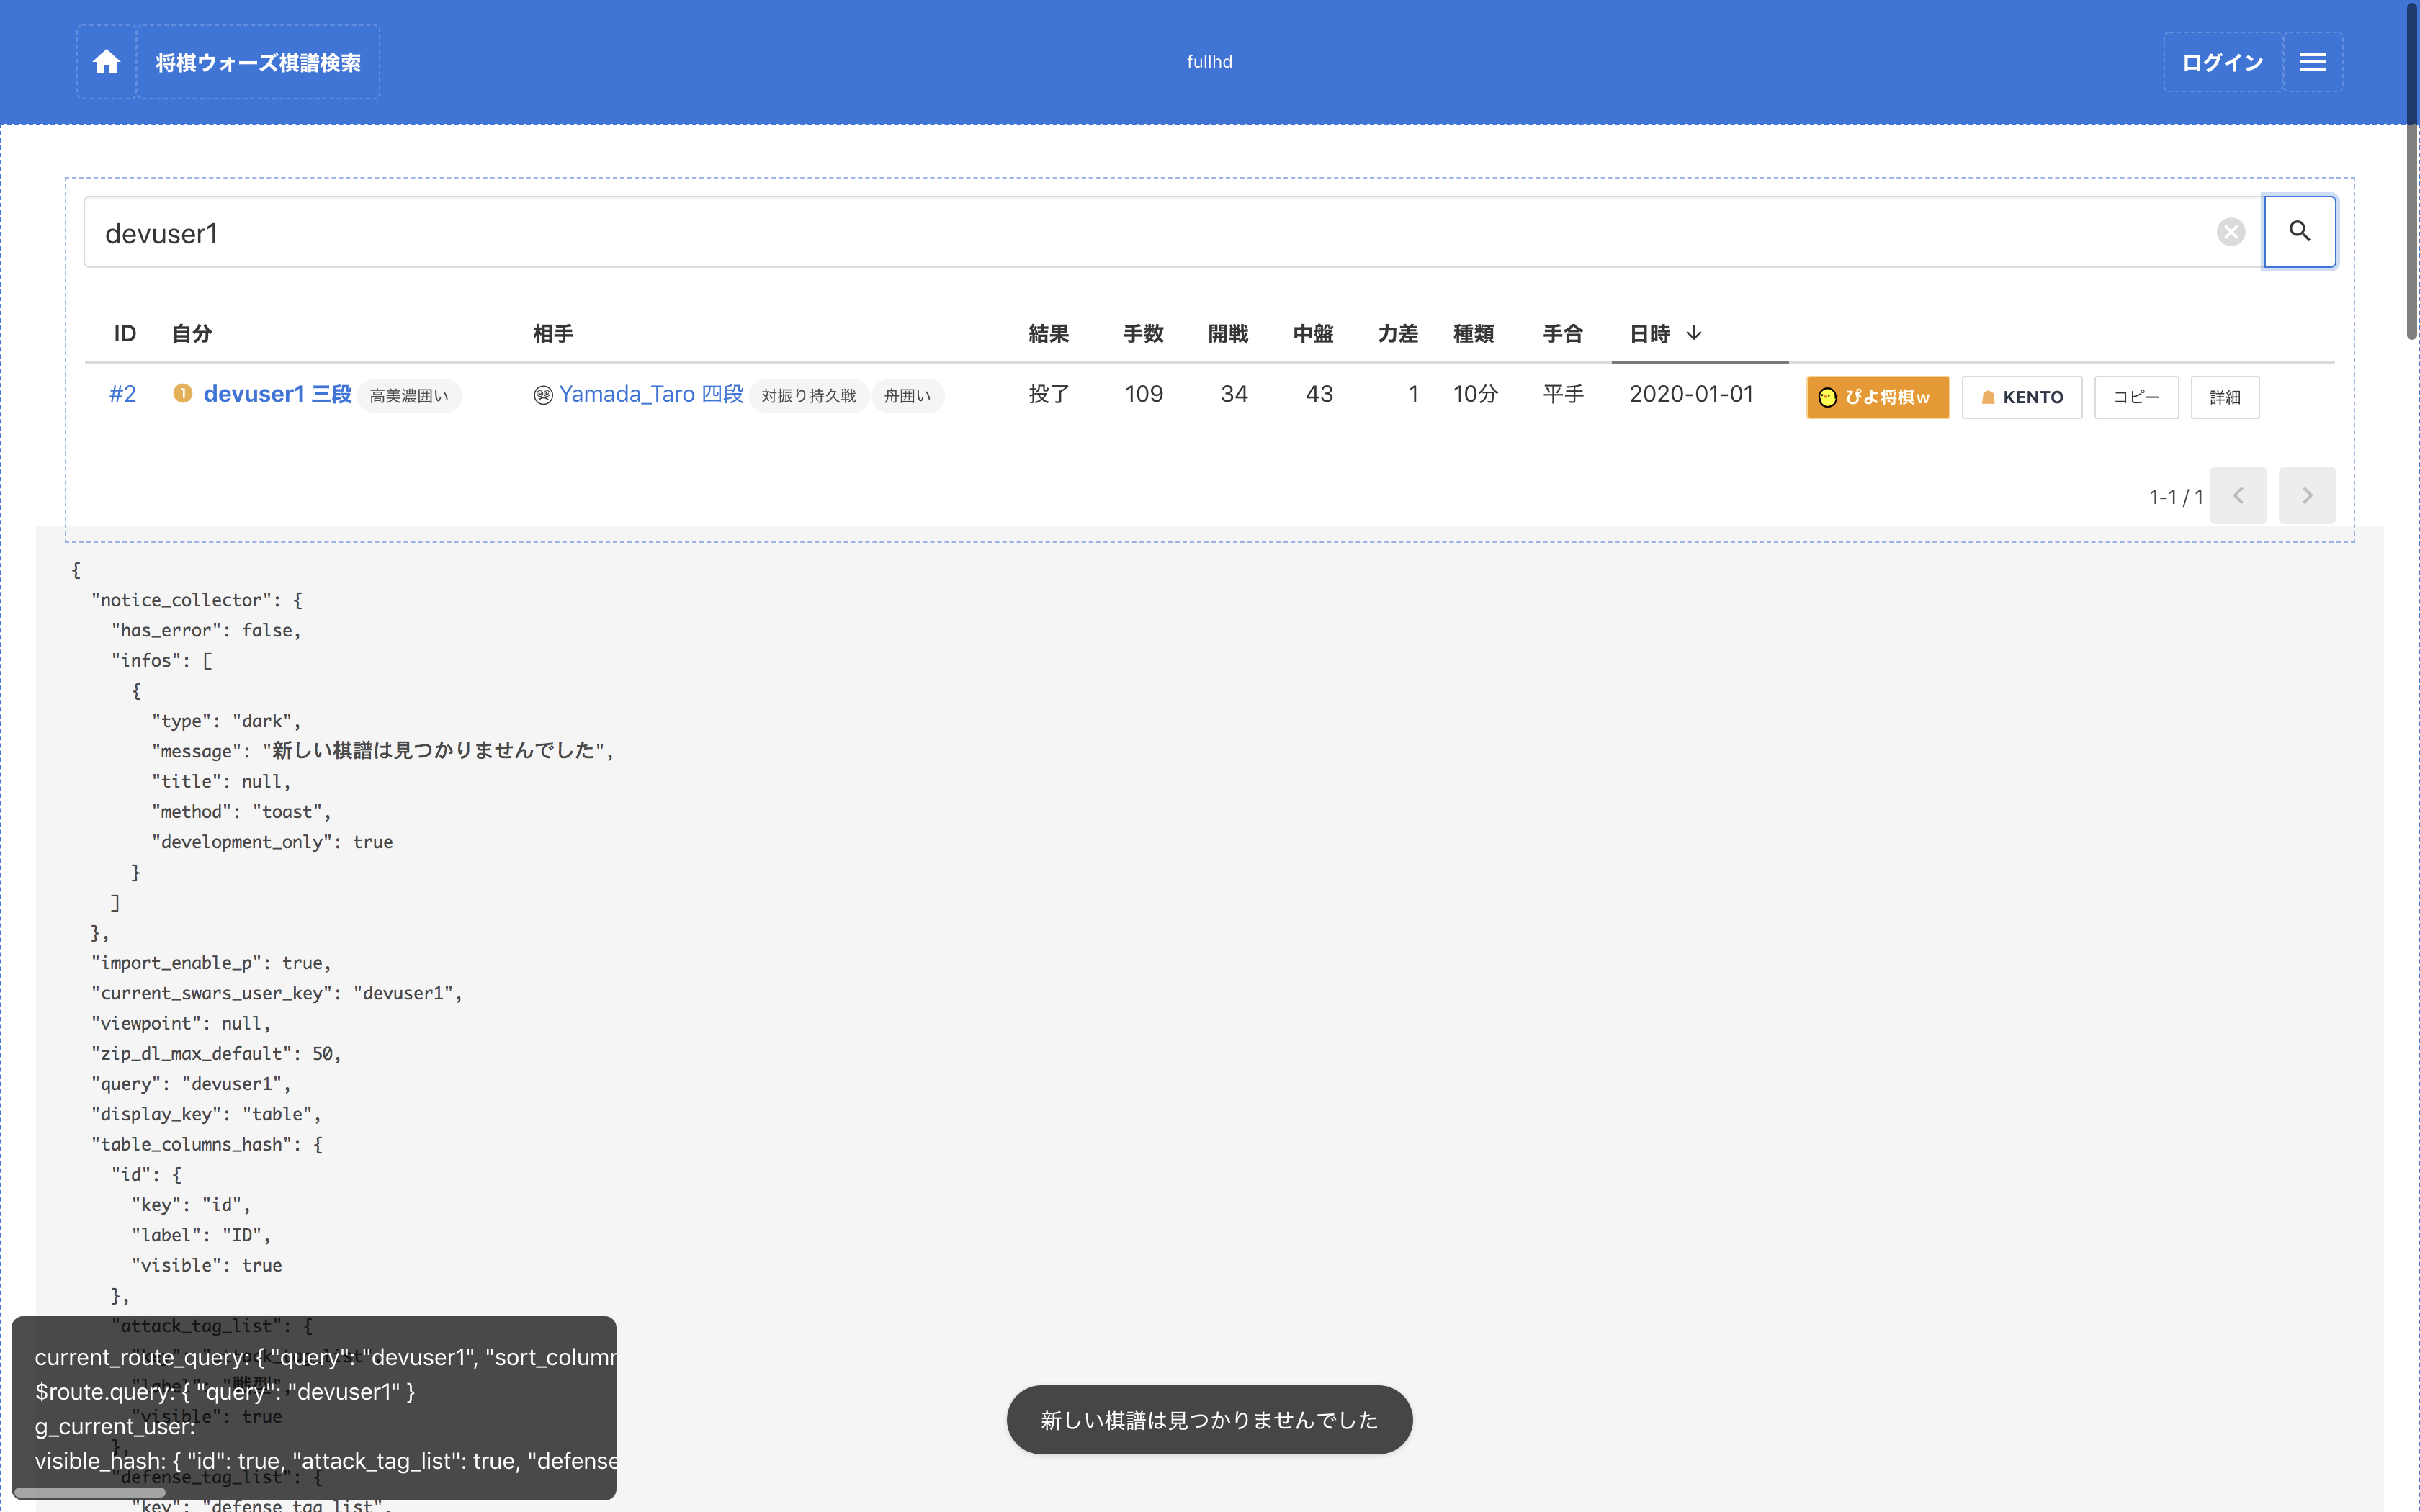 将棋ウォーズ棋譜検索 fullhd ログイン
devuser1
ID 自分 相手 結果 手数 開戦 中盤 力差 種類 手合 日時
#2 1 devuser1 三段 高美濃囲い Yamada_Taro 四段 対振り持久戦 舟囲い 投了 109 34 43 1 10分 平手 2020-01-01 ぴよ将棋w KENTO コピー 詳細
1-1 / 1
{
"notice_collector": {
"has_error": false,
"infos": [
{
"type": "dark",
"message": "新しい棋譜は見つかりませんでした",
"title": null,
"method": "toast",
"development_only": true
}
]
},
"import_enable_p": true,
"current_swars_user_key": "devuser1",
"viewpoint": null,
"zip_dl_max_default": 50,
"query": "devuser1",
"display_key": "table",
"table_columns_hash": {
"id": {
"key": "id",
"label": "ID",
"visible": true
},
"attack_tag_list": {
"label": "戦型",
"visible": true
},
"defense_tag_list": {
"key": "defense_tag_list",
current_route_query: { "query": "devuser1", "sort_column
$route.query: { "query": "devuser1" }
g_current_user:
visible_hash: { "id": true, "attack_tag_list": true, "defense
新しい棋譜は見つかりませんでした